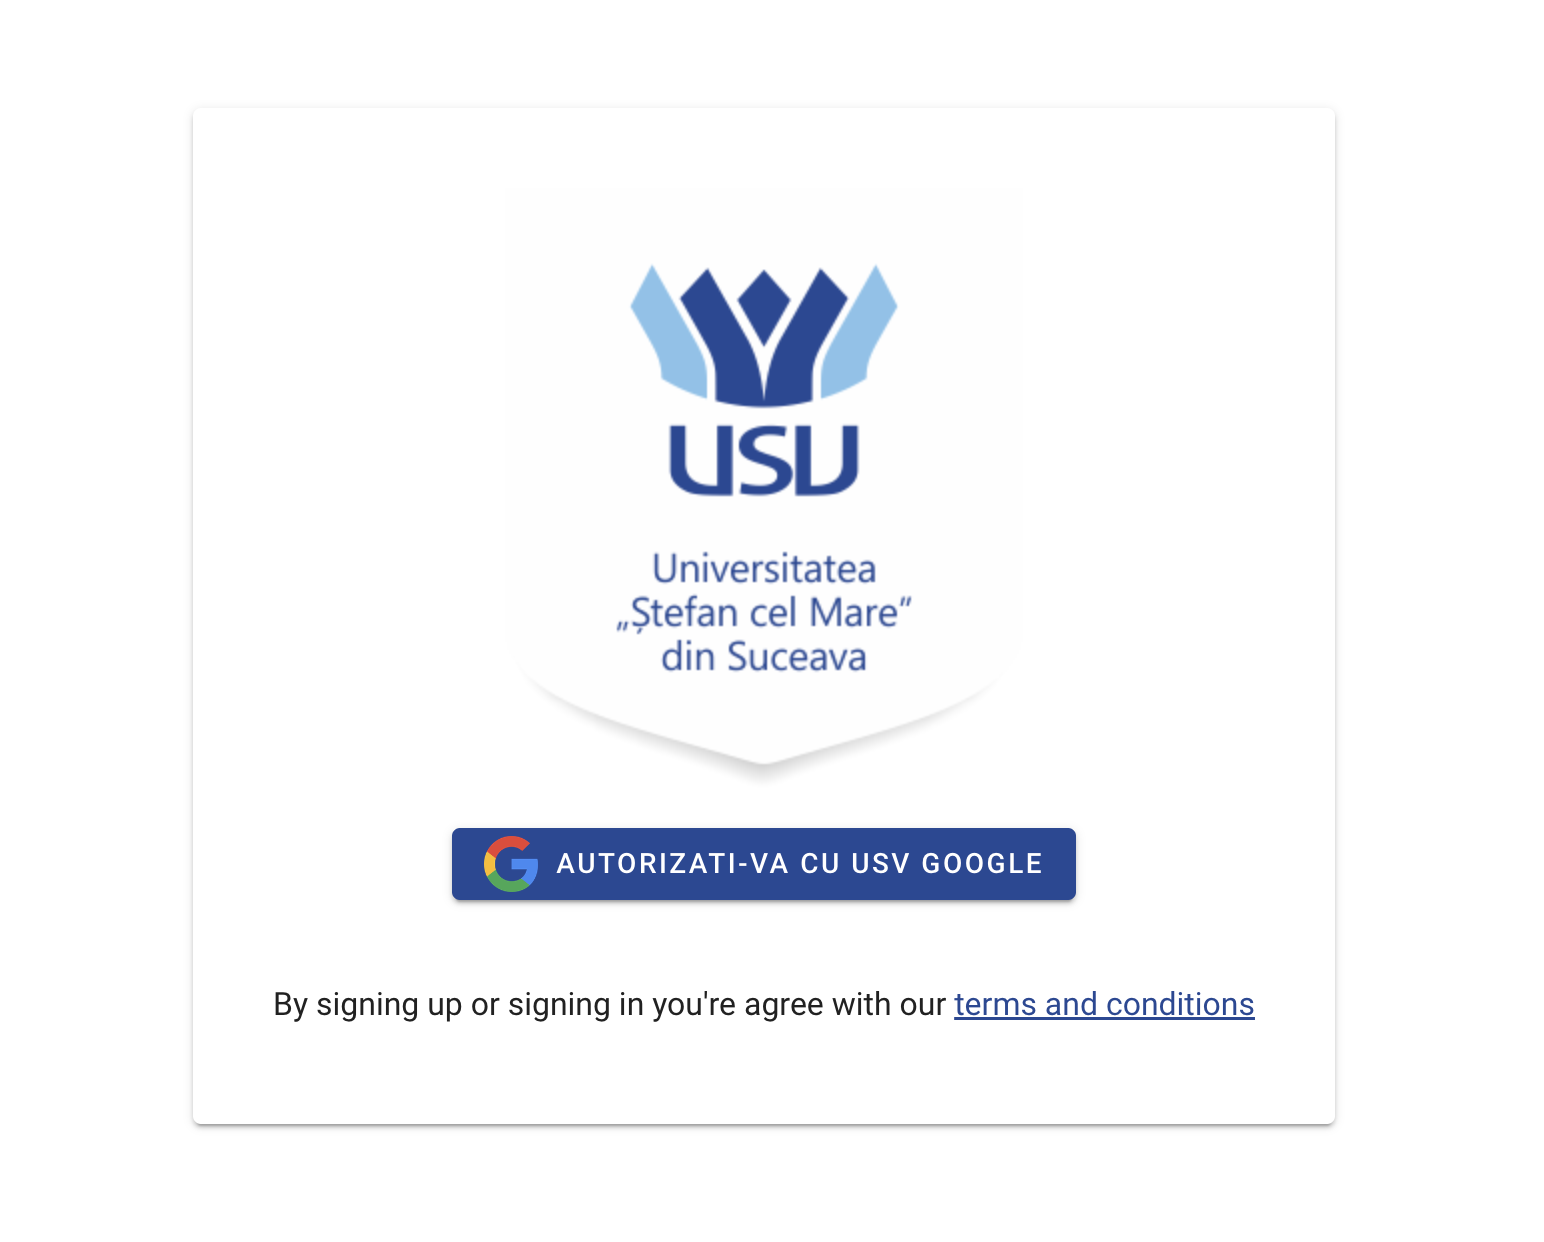 USV
Universitatea
„Ștefan cel Mare”
din Suceava
AUTORIZATI-VA CU USV GOOGLE
By signing up or signing in you're agree with our terms and conditions